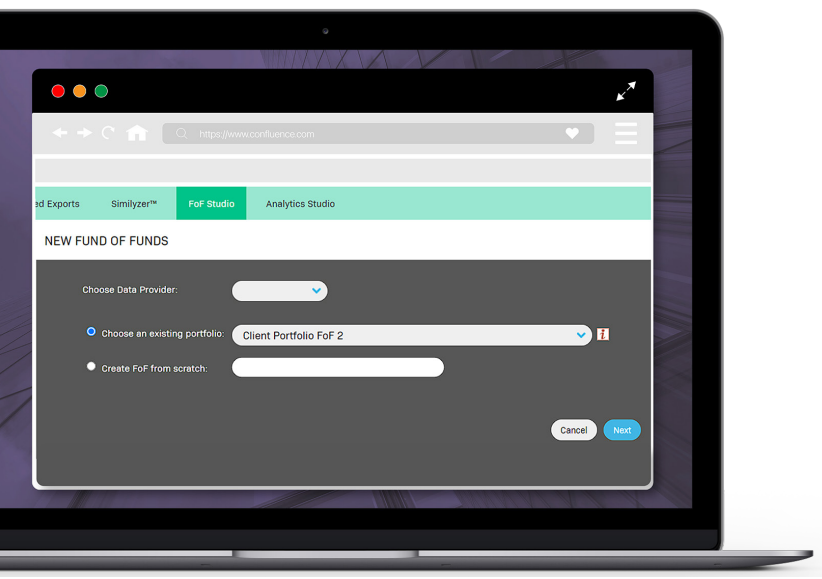 https://www.confluence.com
ed Exports Similyzer™ FoF Studio Analytics Studio
NEW FUND OF FUNDS
Choose Data Provider:
Choose an existing portfolio: Client Portfolio FoF 2 i
Create FoF from scratch:
Cancel Next